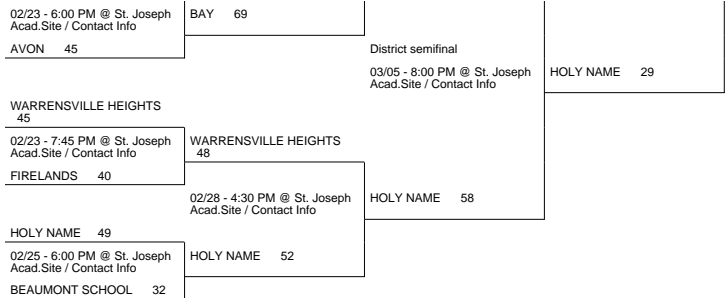 02/23 - 6:00 PM @ St. Joseph
Acad.Site / Contact Info
BAY 69
AVON 45
District semifinal
03/05 - 8:00 PM @ St. Joseph
Acad.Site / Contact Info
HOLY NAME 29
WARRENSVILLE HEIGHTS
45
02/23 - 7:45 PM @ St. Joseph
Acad.Site / Contact Info
WARRENSVILLE HEIGHTS
48
FIRELANDS 40
02/28 - 4:30 PM @ St. Joseph
Acad.Site / Contact Info
HOLY NAME 58
HOLY NAME 49
02/25 - 6:00 PM @ St. Joseph
Acad.Site / Contact Info
HOLY NAME 52
BEAUMONT SCHOOL 32